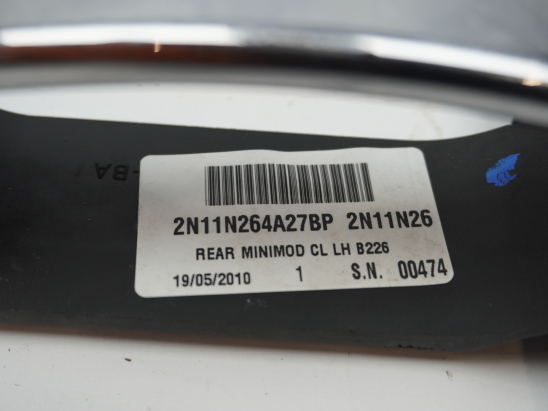 2N11N264A27BP 2N11N26
REAR MINIMOD CL LH B226
19/05/2010 1 S.N. 00474